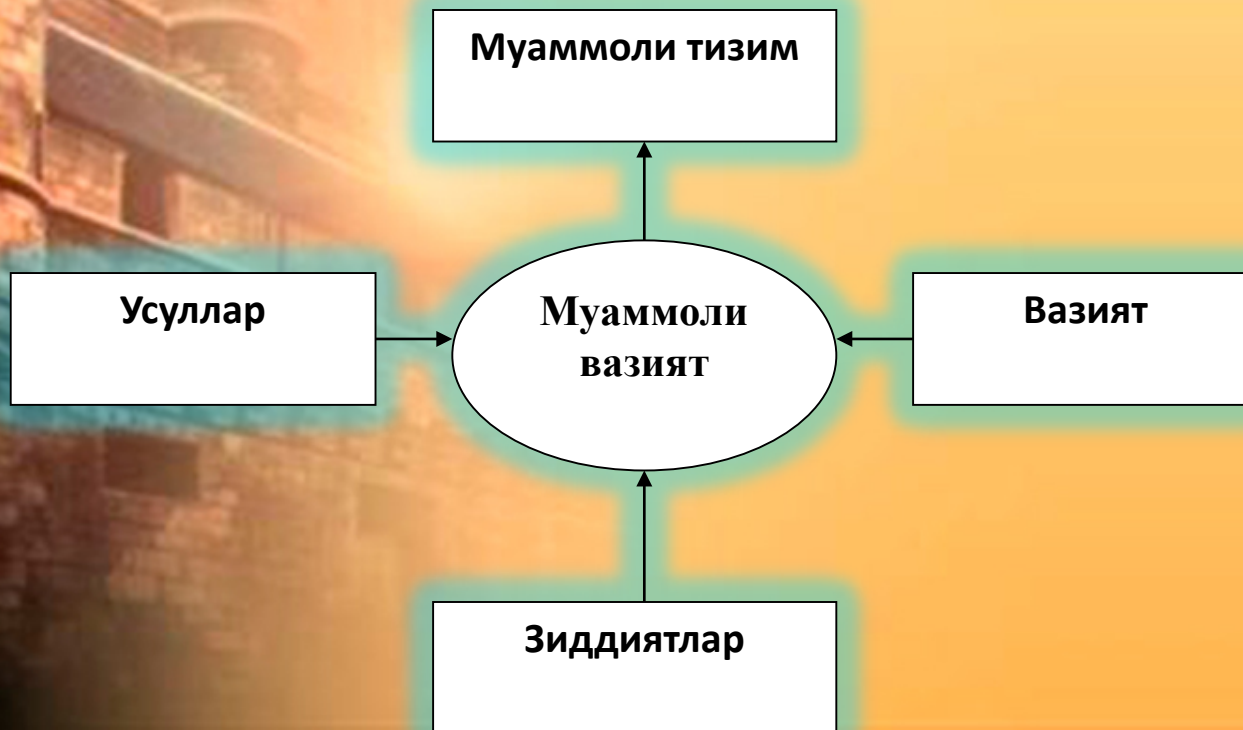 Муаммоли тизим
Усуллар
Муаммоли
вазият
Вазият
Зиддиятлар